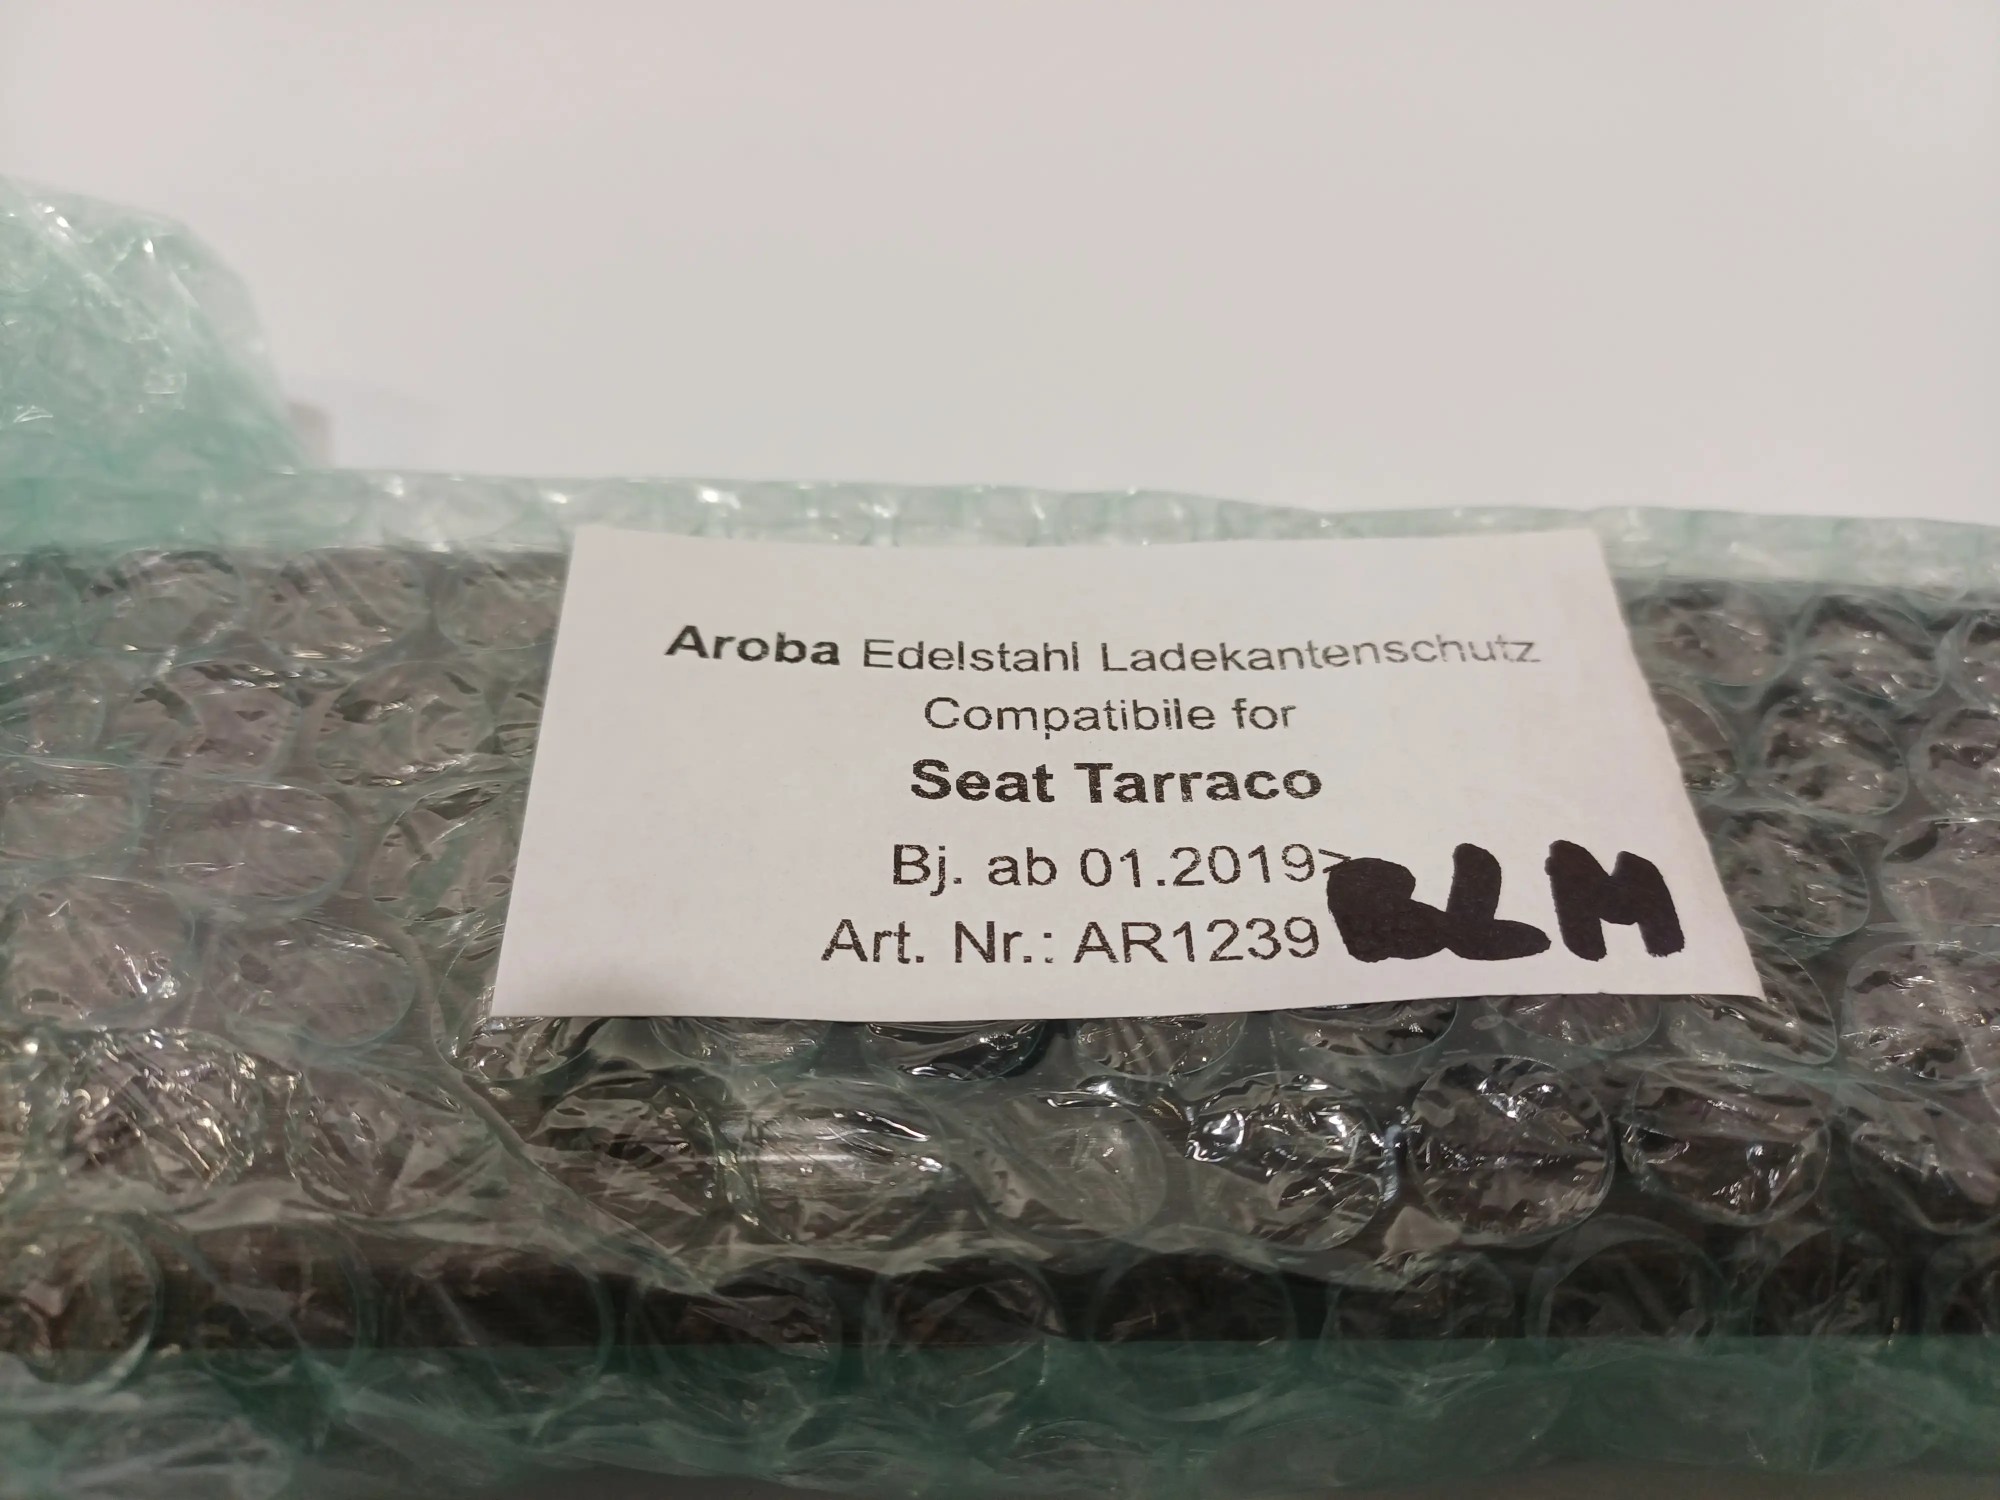 Aroba Edelstahl Ladekantenschutz
Compatibile for
Seat Tarraco
Bj. ab 01.2019>
Art. Nr.: AR1239 BLM